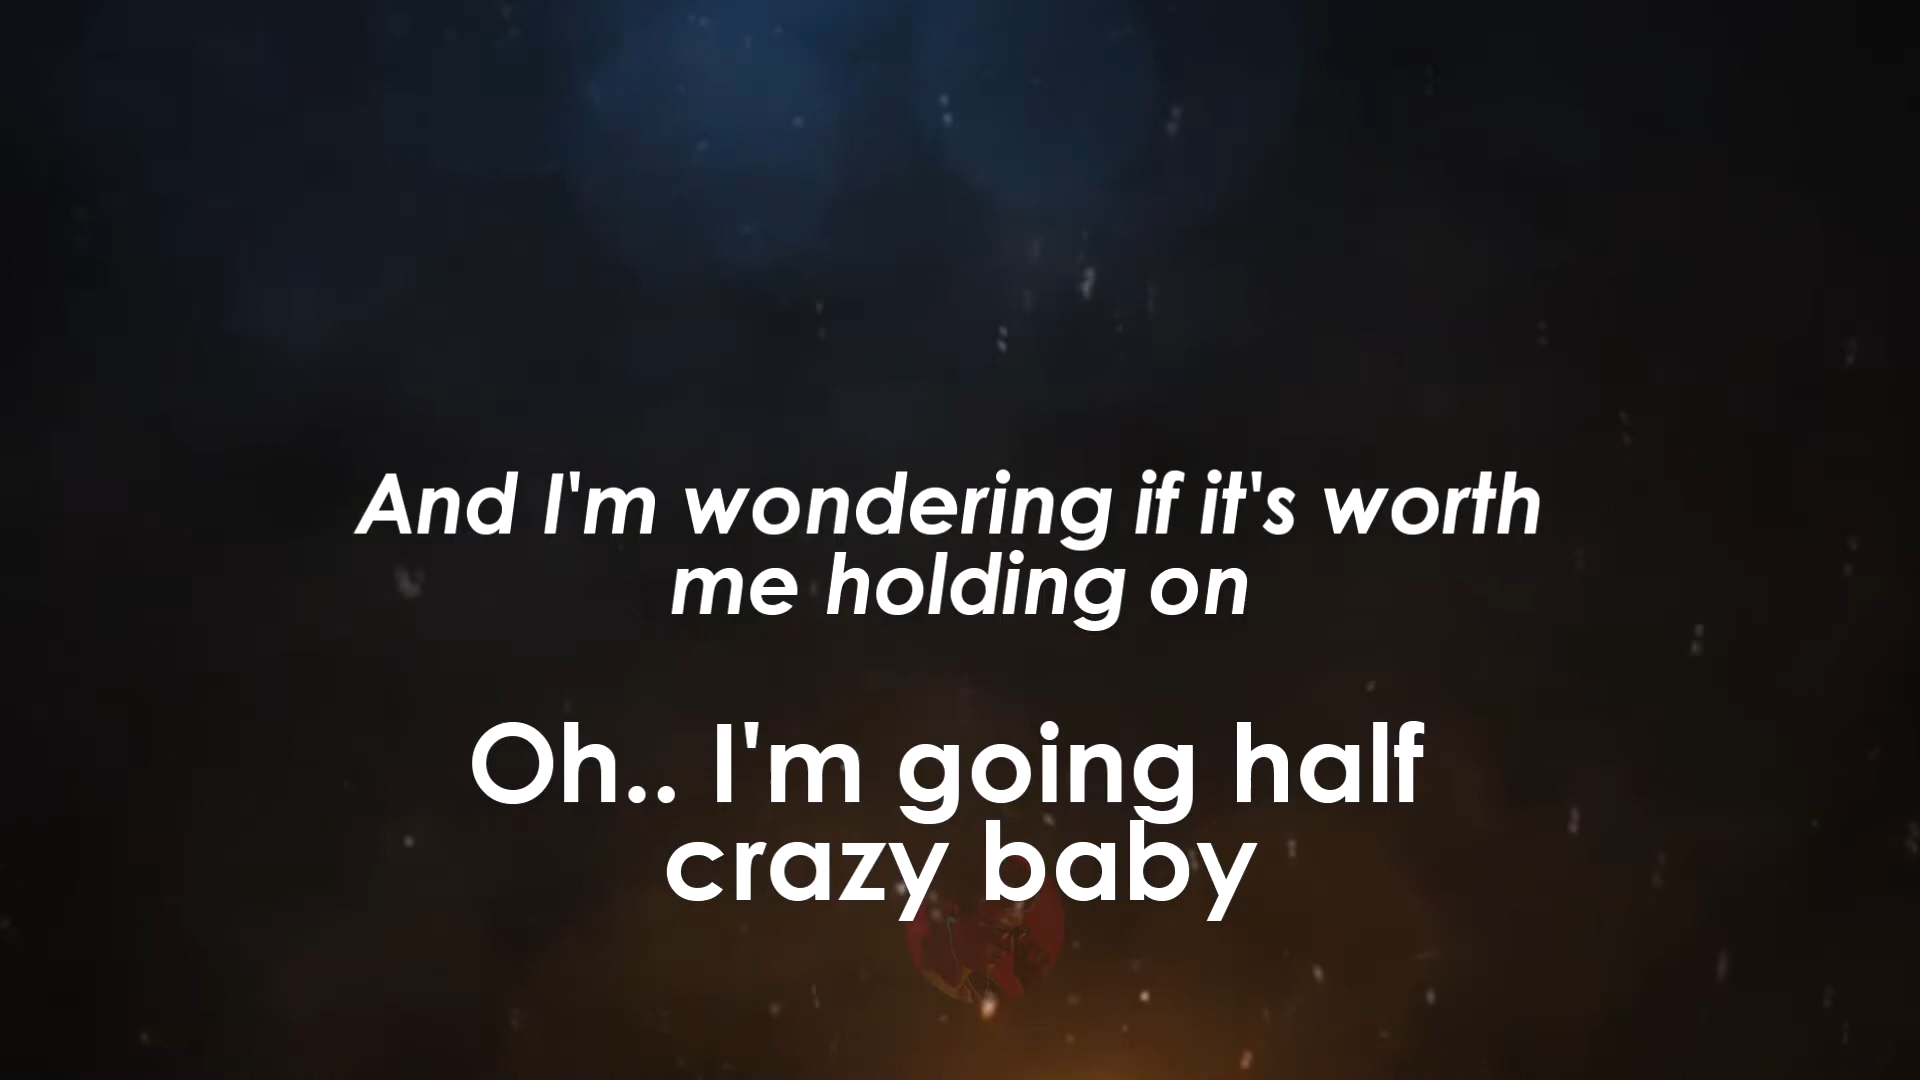 And I'm wondering if it's worth
me holding on
Oh.. I'm going half
crazy baby